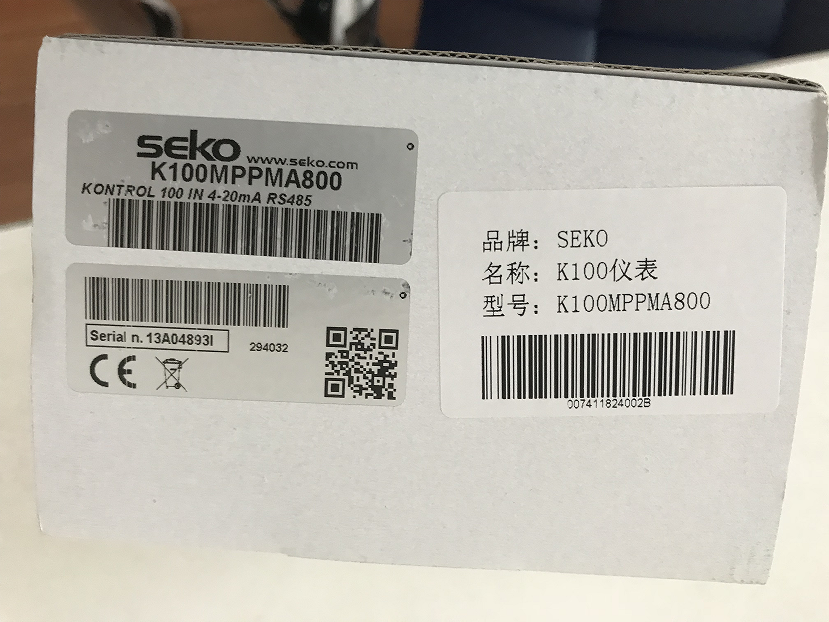 seko www.seko.com
K100MPPMA800
KONTROL 100 IN 4-20mA RS485
Serial n. 13A04893I
294032
CE
品牌：SEKO
名称：K100仪表
型号：K100MPPMA800
007411824002B